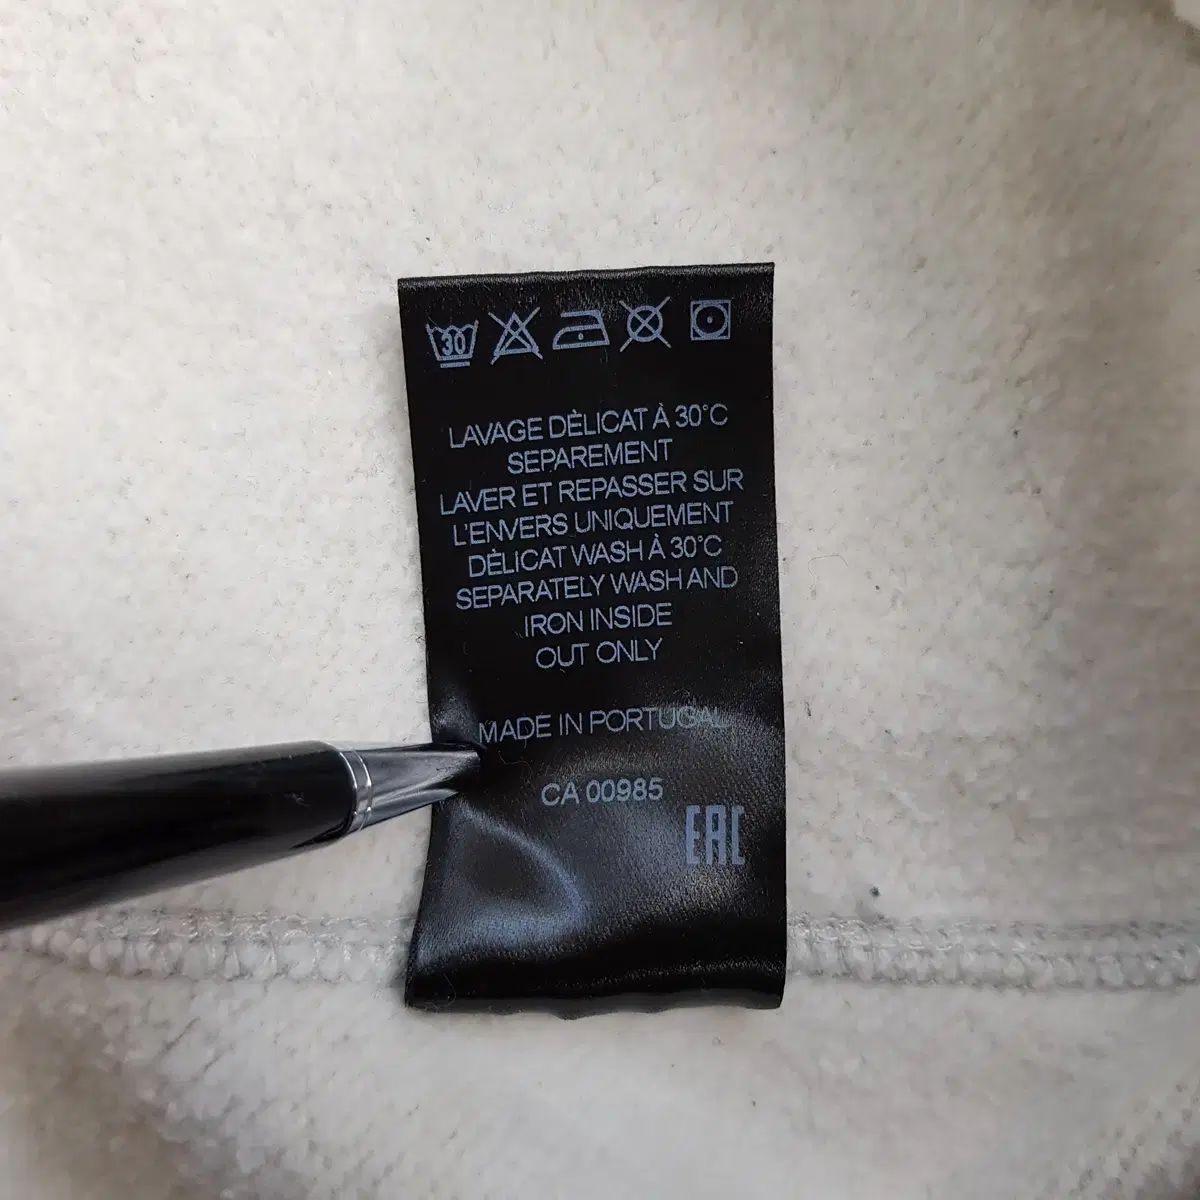 30
LAVAGE DÈLICAT À 30°C
SEPAREMENT
LAVER ET REPASSER SUR
L'ENVERS UNIQUEMENT
DÈLICAT WASH À 30°C
SEPARATELY WASH AND
IRON INSIDE
OUT ONLY
MADE IN PORTUGAL
CA 00985
EAC